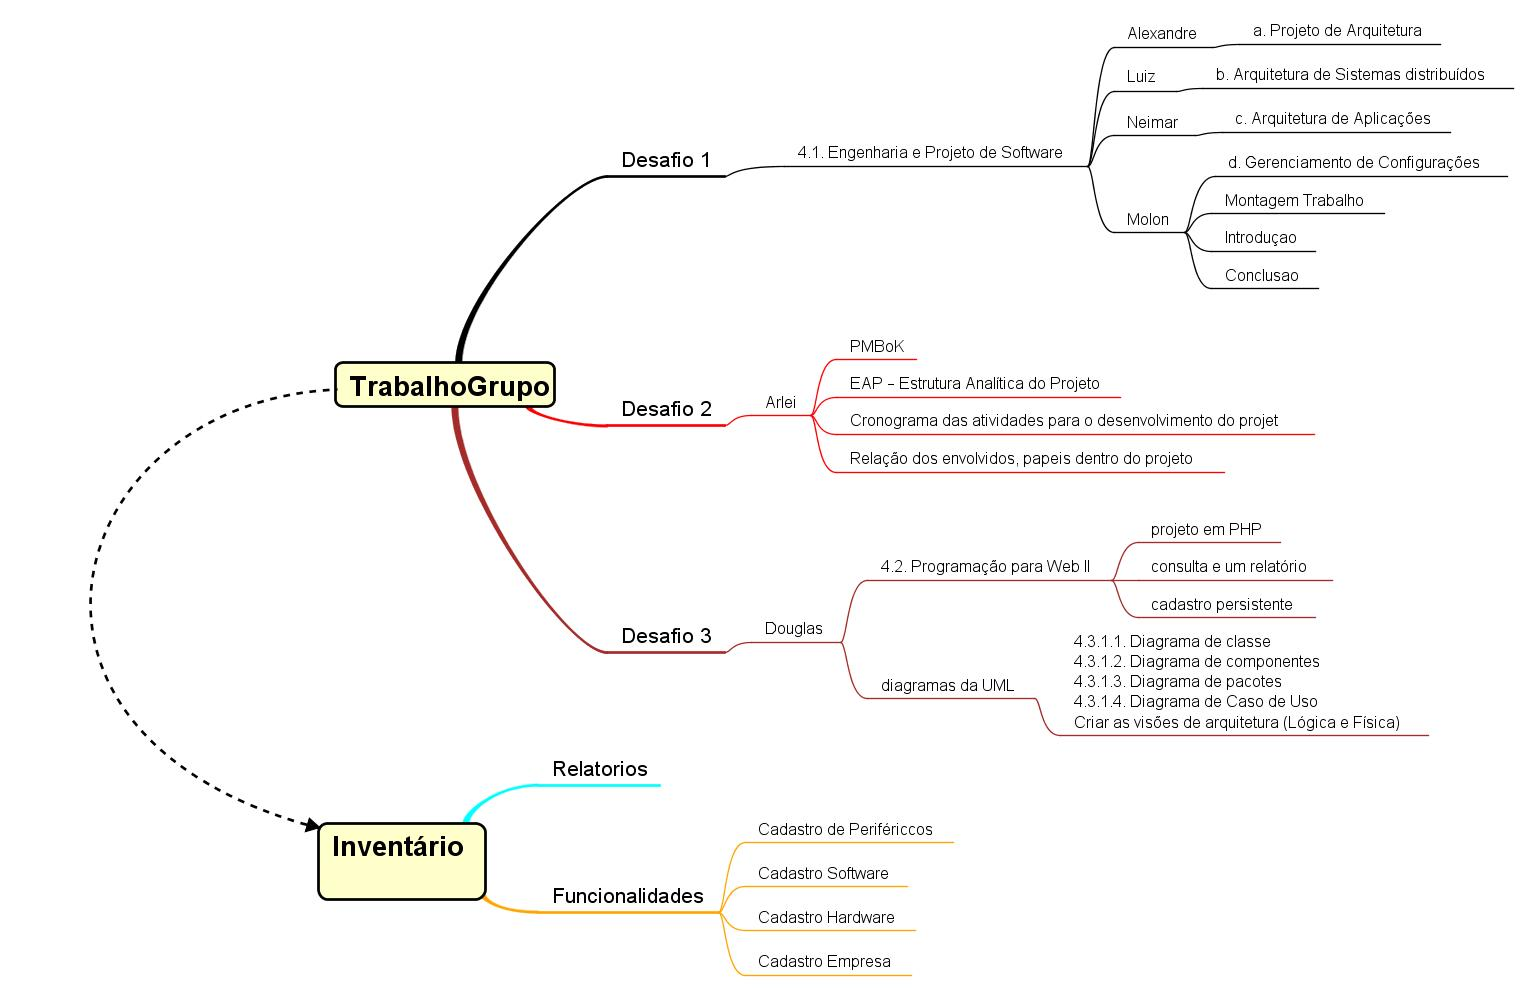 TrabalhoGrupo
Desafio 1
4.1. Engenharia e Projeto de Software
Alexandre
a. Projeto de Arquitetura
Luiz
b. Arquitetura de Sistemas distribuídos
Neimar
c. Arquitetura de Aplicações
Molon
d. Gerenciamento de Configurações
Montagem Trabalho
Introduçao
Conclusao
Desafio 2
Arlei
PMBoK
EAP – Estrutura Analítica do Projeto
Cronograma das atividades para o desenvolvimento do projet
Relação dos envolvidos, papeis dentro do projeto
Desafio 3
Douglas
4.2. Programação para Web II
projeto em PHP
consulta e um relatório
cadastro persistente
diagramas da UML
4.3.1.1. Diagrama de classe
4.3.1.2. Diagrama de componentes
4.3.1.3. Diagrama de pacotes
4.3.1.4. Diagrama de Caso de Uso
Criar as visões de arquitetura (Lógica e Física)
Inventário
Relatorios
Funcionalidades
Cadastro de Perifériccos
Cadastro Software
Cadastro Hardware
Cadastro Empresa